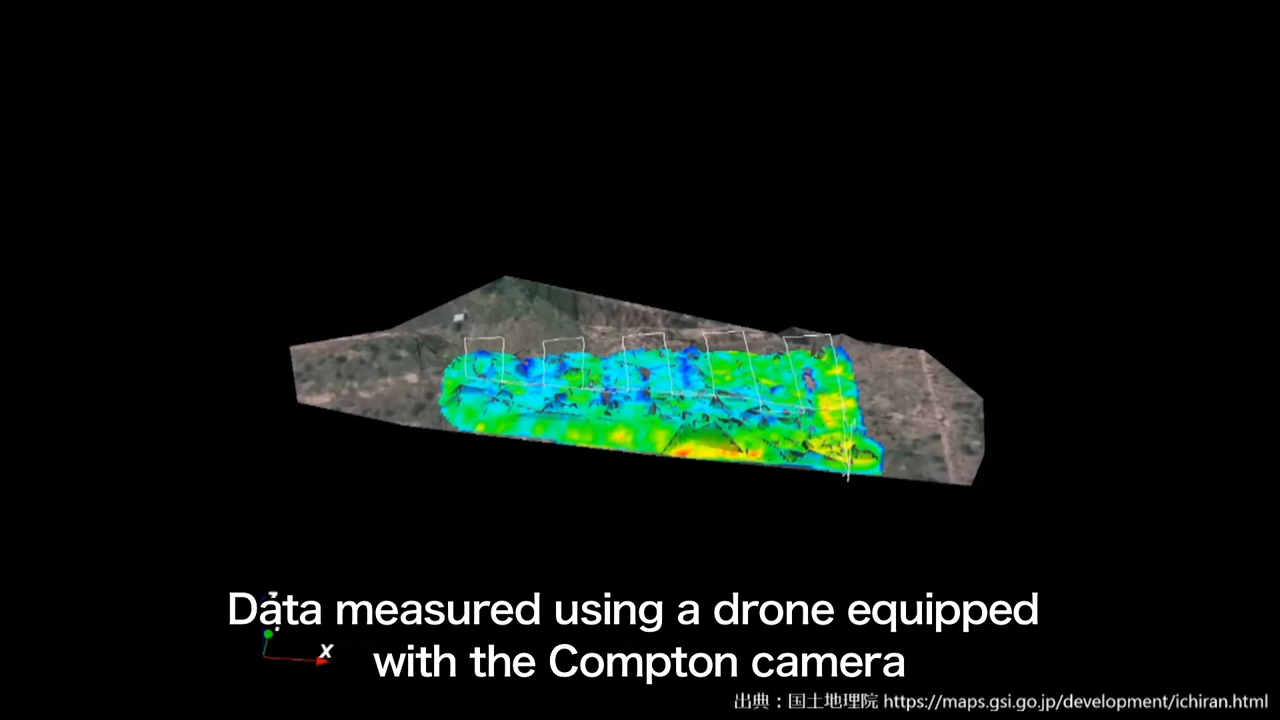 Data measured using a drone equipped
with the Compton camera
x
出典：国土地理院 https://maps.gsi.go.jp/development/ichiran.html